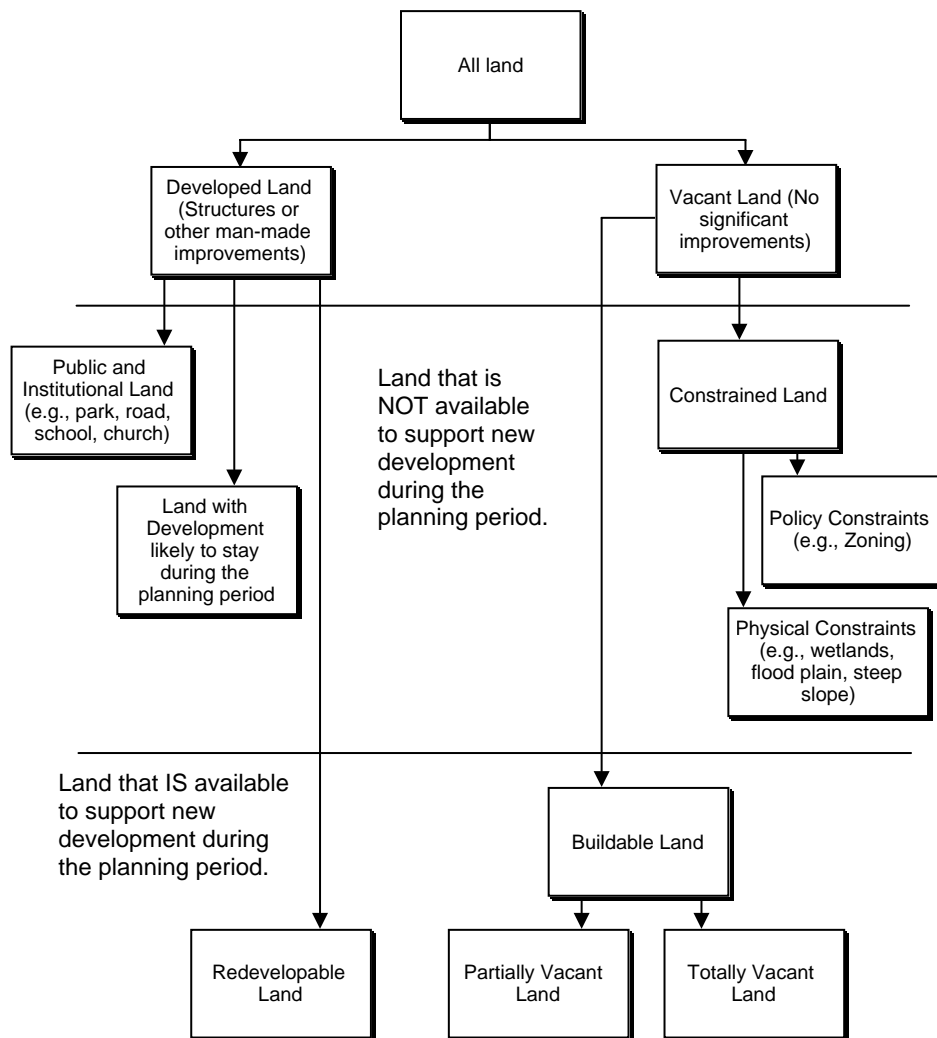 All land
Developed Land
(Structures or
other man-made
improvements)
Vacant Land (No
significant
improvements)
Public and
Institutional Land
(e.g., park, road,
school, church)
Land that is
NOT available
to support new
development
during the
planning period.
Constrained Land
Land with
Development
likely to stay
during the
planning period
Policy Constraints
(e.g., Zoning)
Physical Constraints
(e.g., wetlands,
flood plain, steep
slope)
Land that IS available
to support new
development during
the planning period.
Buildable Land
Redevelopable
Land
Partially Vacant
Land
Totally Vacant
Land